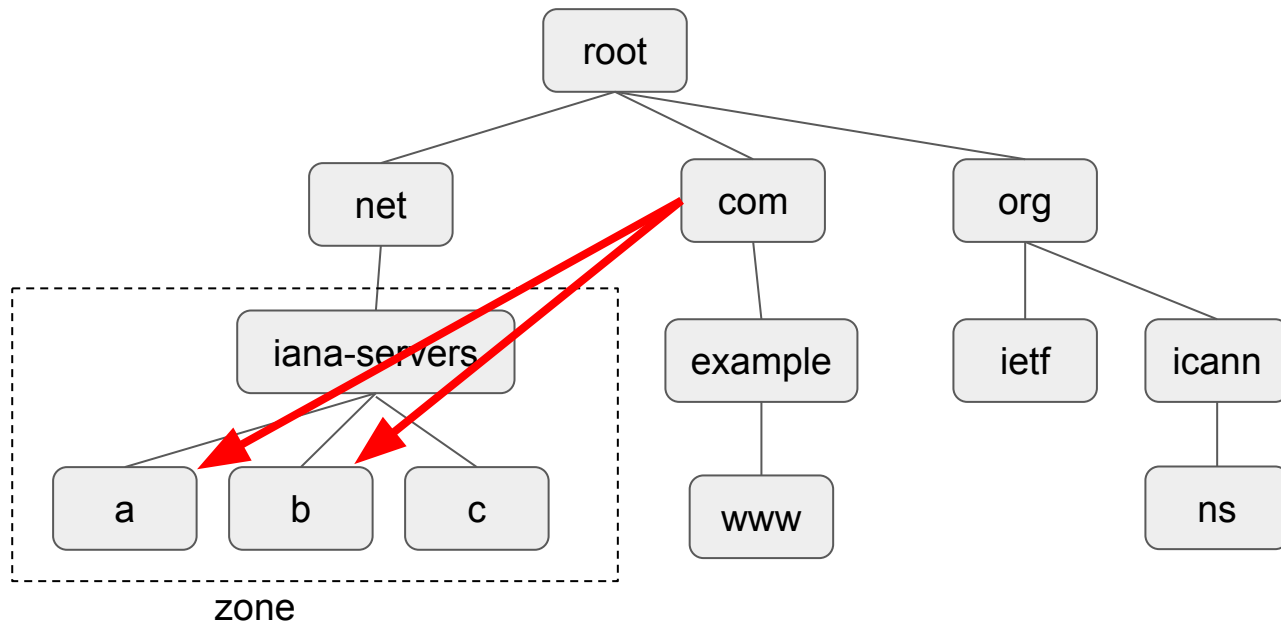 root
net
com
org
iana-servers
example
ietf
icann
a
b
c
www
ns
zone